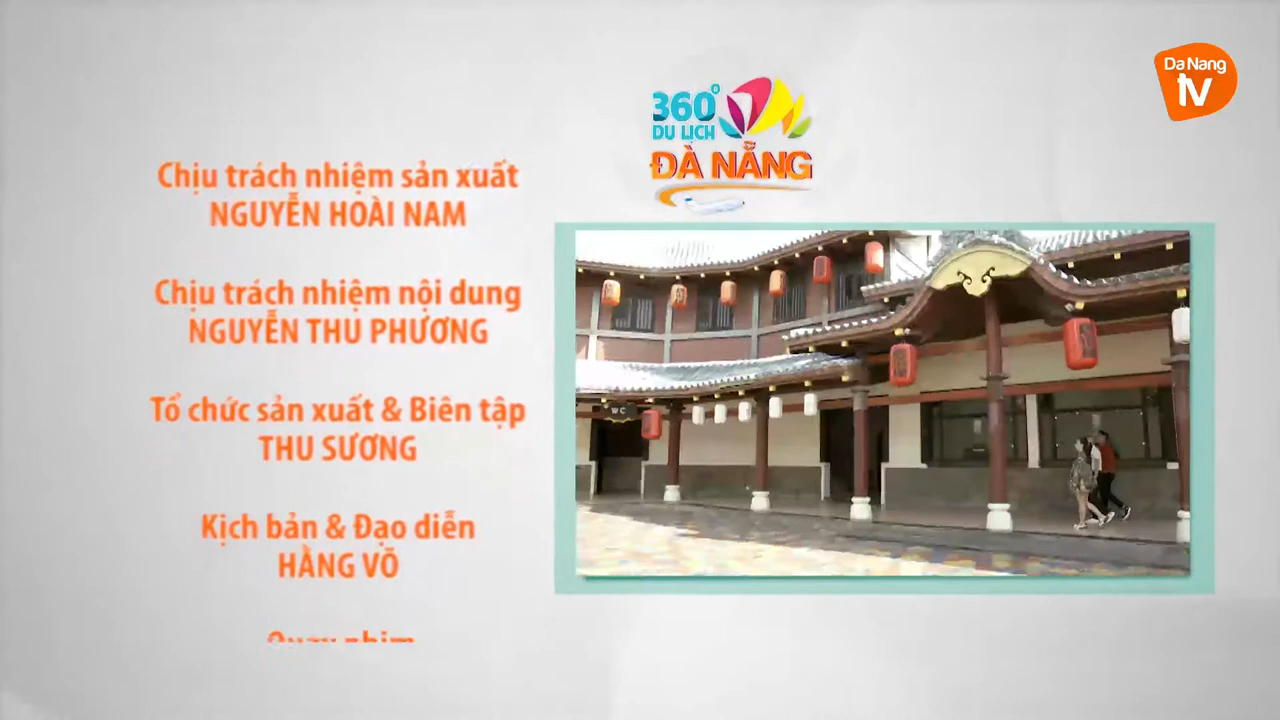 Da Nang
tv
360°
DU LỊCH
ĐÀ NẴNG
Chịu trách nhiệm sản xuất
NGUYỄN HOÀI NAM
Chịu trách nhiệm nội dung
NGUYỄN THU PHƯƠNG
Tổ chức sản xuất & Biên tập
THU SƯƠNG
Kịch bản & Đạo diễn
HẰNG VÕ
Quay phim
WC